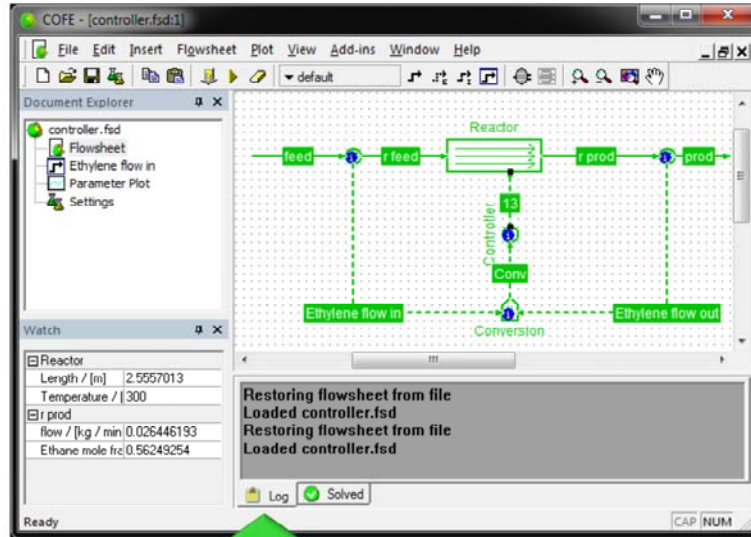 COFE - [controller.fsd:1]
File Edit Insert Flowsheet Plot View Add-ins Window Help
default
Document Explorer
controller.fsd
Flowsheet
Ethylene flow in
Parameter Plot
Settings
Reactor
feed r feed r prod prod
13
Controller
Conv
Ethylene flow in Ethylene flow out
Conversion
Watch
Reactor
Length / [m] 2.5557013
Temperature / [ 300
r prod
flow / [kg / min 0.026446193
Ethane mole fra 0.56249254
Restoring flowsheet from file
Loaded controller.fsd
Restoring flowsheet from file
Loaded controller.fsd
Log Solved
Ready CAP NUM